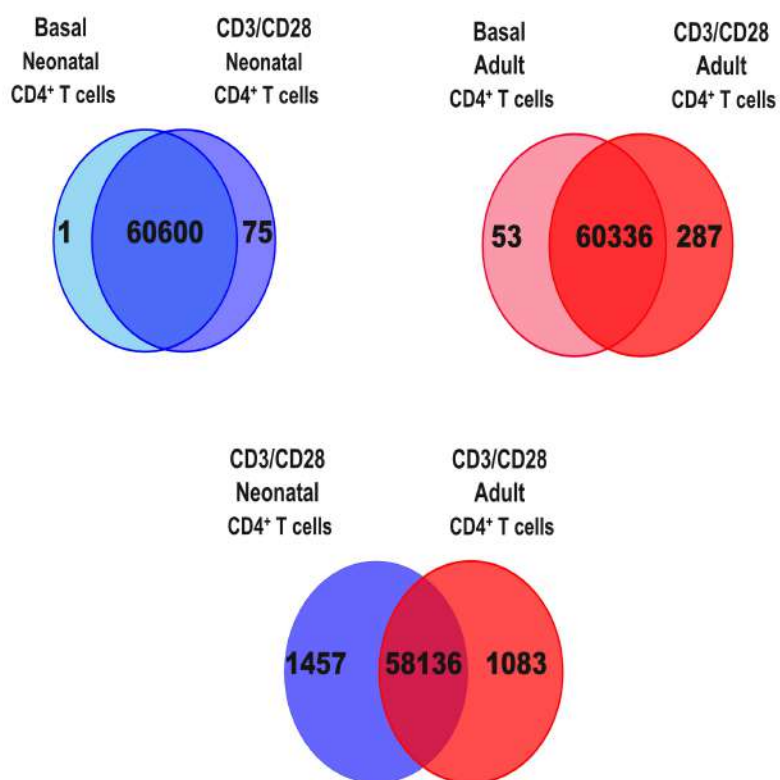 Basal
Neonatal
CD4⁺ T cells
CD3/CD28
Neonatal
CD4⁺ T cells
1
60600
75
Basal
Adult
CD4⁺ T cells
CD3/CD28
Adult
CD4⁺ T cells
53
60336
287
CD3/CD28
Neonatal
CD4⁺ T cells
CD3/CD28
Adult
CD4⁺ T cells
1457
58136
1083